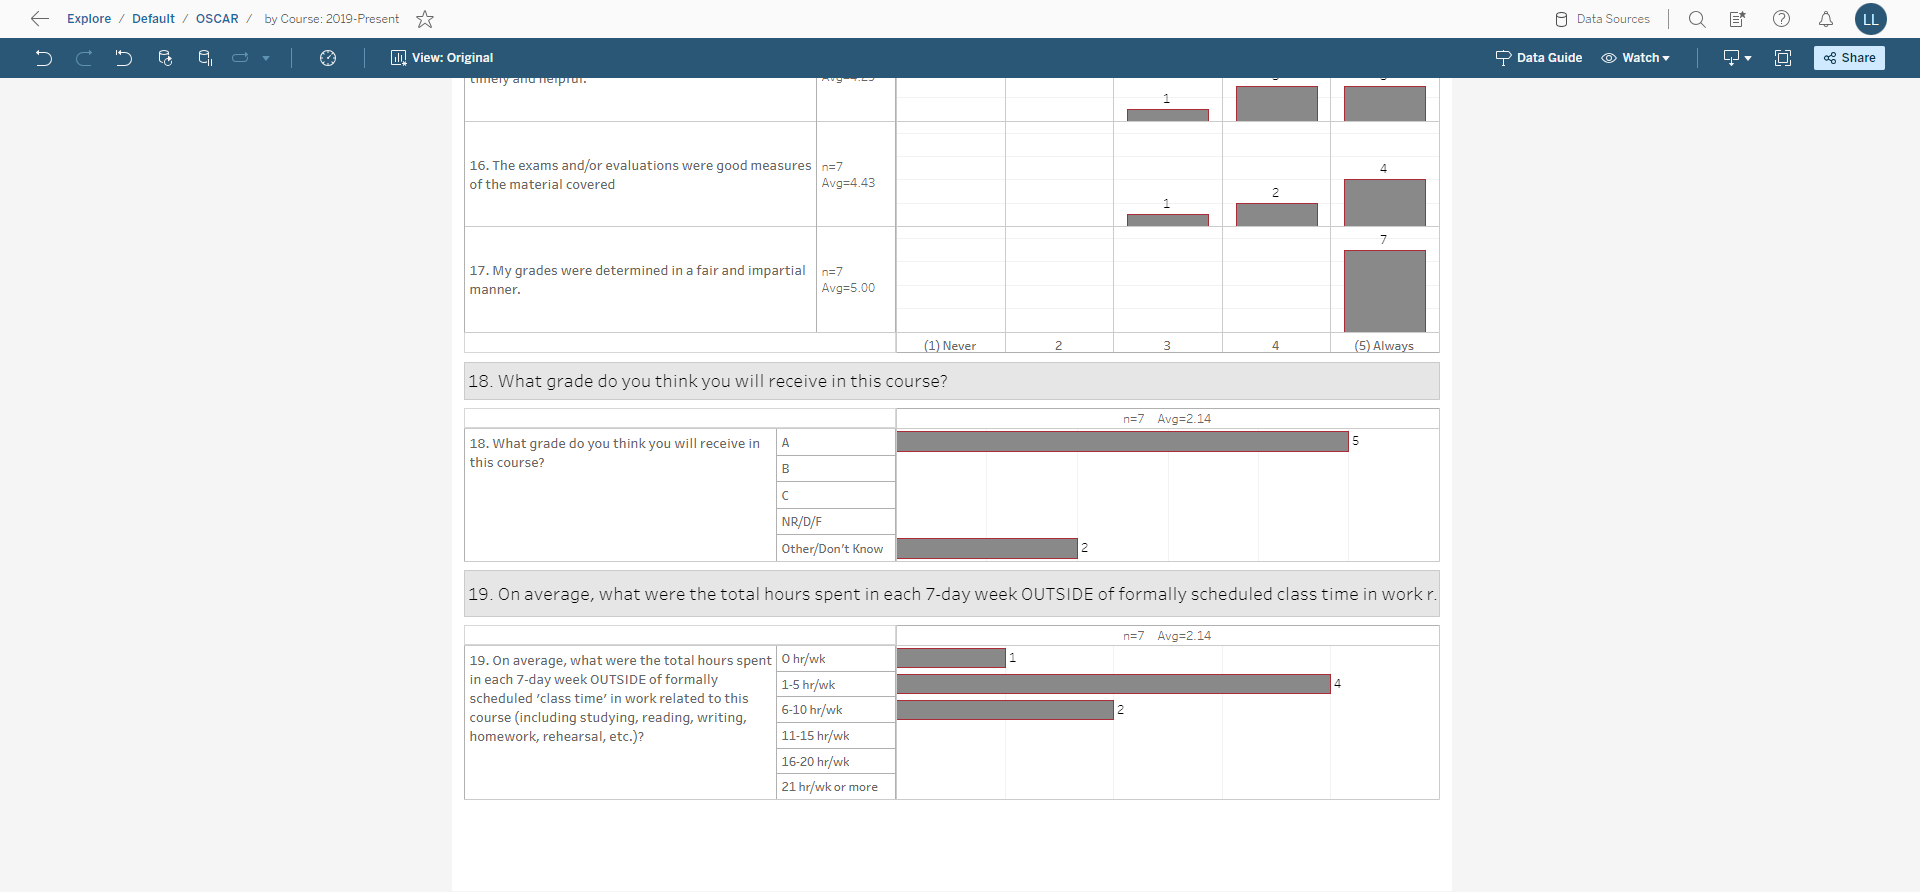 Explore / Default / OSCAR / by Course: 2019-Present
Data Sources
LL
View: Original
Data Guide
Watch
Share
timely and helpful.
Avg=4.29
1
16. The exams and/or evaluations were good measures
of the material covered
n=7
Avg=4.43
1
2
4
17. My grades were determined in a fair and impartial
manner.
n=7
Avg=5.00
7
(1) Never
2
3
4
(5) Always
18. What grade do you think you will receive in this course?
n=7 Avg=2.14
18. What grade do you think you will receive in
this course?
A
5
B
C
NR/D/F
Other/Don't Know
2
19. On average, what were the total hours spent in each 7-day week OUTSIDE of formally scheduled class time in work r.
n=7 Avg=2.14
19. On average, what were the total hours spent
in each 7-day week OUTSIDE of formally
scheduled ‘class time’ in work related to this
course (including studying, reading, writing,
homework, rehearsal, etc.)?
0 hr/wk
1
1-5 hr/wk
4
6-10 hr/wk
2
11-15 hr/wk
16-20 hr/wk
21 hr/wk or more